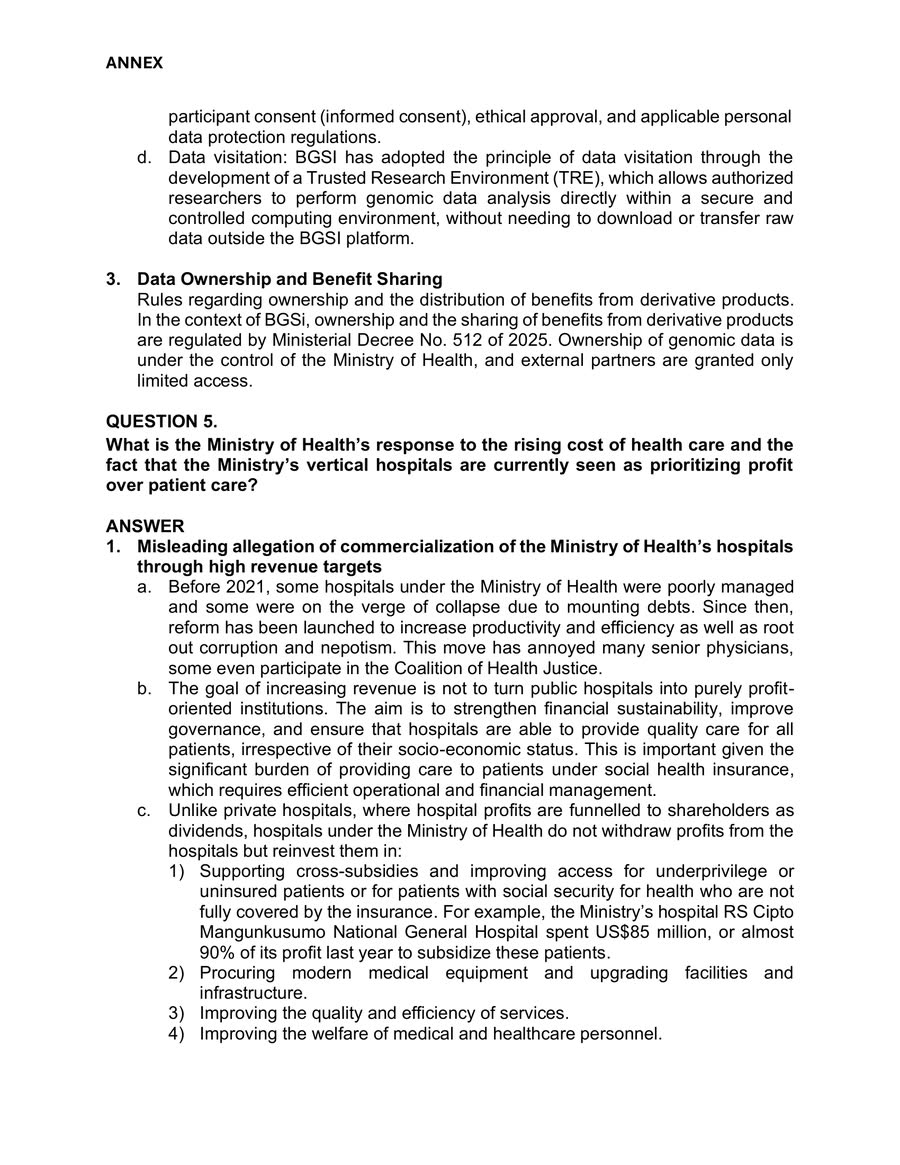 ANNEX
participant consent (informed consent), ethical approval, and applicable personal
data protection regulations.
d. Data visitation: BGSI has adopted the principle of data visitation through the
development of a Trusted Research Environment (TRE), which allows authorized
researchers to perform genomic data analysis directly within a secure and
controlled computing environment, without needing to download or transfer raw
data outside the BGSI platform.
3. Data Ownership and Benefit Sharing
Rules regarding ownership and the distribution of benefits from derivative products.
In the context of BGSi, ownership and the sharing of benefits from derivative products
are regulated by Ministerial Decree No. 512 of 2025. Ownership of genomic data is
under the control of the Ministry of Health, and external partners are granted only
limited access.
QUESTION 5.
What is the Ministry of Health’s response to the rising cost of health care and the
fact that the Ministry’s vertical hospitals are currently seen as prioritizing profit
over patient care?
ANSWER
1. Misleading allegation of commercialization of the Ministry of Health’s hospitals
through high revenue targets
a. Before 2021, some hospitals under the Ministry of Health were poorly managed
and some were on the verge of collapse due to mounting debts. Since then,
reform has been launched to increase productivity and efficiency as well as root
out corruption and nepotism. This move has annoyed many senior physicians,
some even participate in the Coalition of Health Justice.
b. The goal of increasing revenue is not to turn public hospitals into purely profit-
oriented institutions. The aim is to strengthen financial sustainability, improve
governance, and ensure that hospitals are able to provide quality care for all
patients, irrespective of their socio-economic status. This is important given the
significant burden of providing care to patients under social health insurance,
which requires efficient operational and financial management.
c. Unlike private hospitals, where hospital profits are funnelled to shareholders as
dividends, hospitals under the Ministry of Health do not withdraw profits from the
hospitals but reinvest them in:
1) Supporting cross-subsidies and improving access for underprivilege or
uninsured patients or for patients with social security for health who are not
fully covered by the insurance. For example, the Ministry’s hospital RS Cipto
Mangunkusumo National General Hospital spent US$85 million, or almost
90% of its profit last year to subsidize these patients.
2) Procuring modern medical equipment and upgrading facilities and
infrastructure.
3) Improving the quality and efficiency of services.
4) Improving the welfare of medical and healthcare personnel.